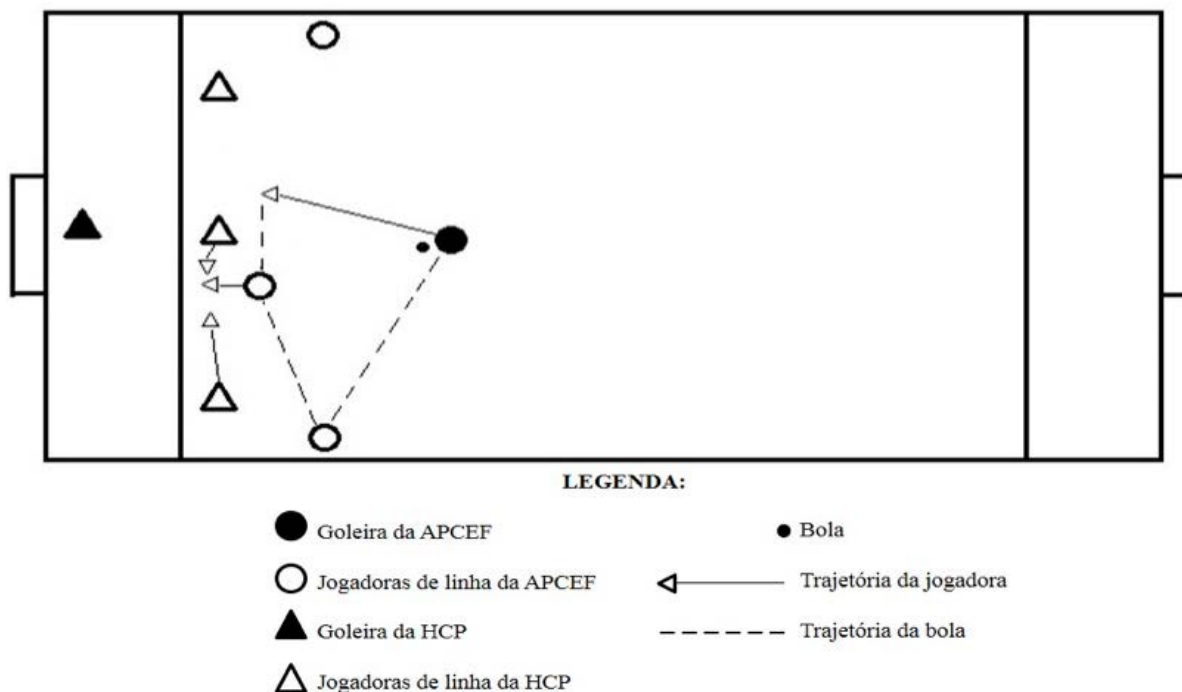 LEGENDA:
Goleira da APCEF
Bola
Jogadoras de linha da APCEF
Trajetória da jogadora
Goleira da HCP
Trajetória da bola
Jogadoras de linha da HCP